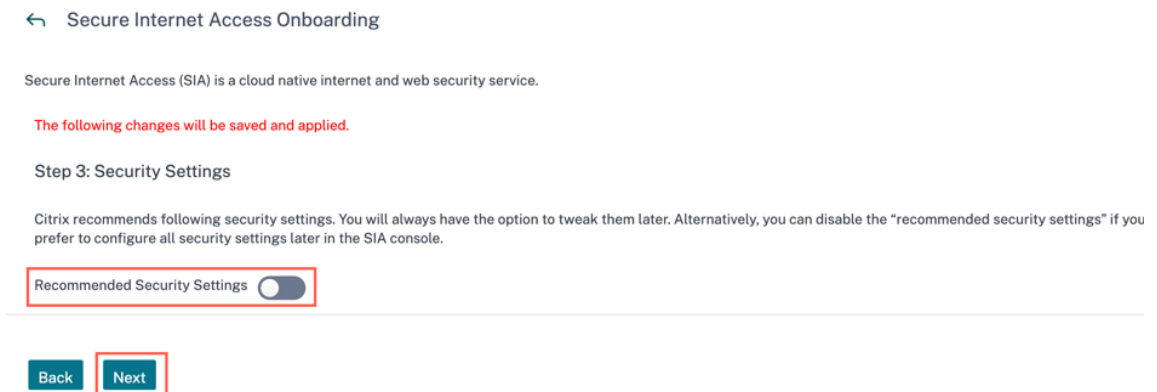 Secure Internet Access Onboarding
Secure Internet Access (SIA) is a cloud native internet and web security service.
The following changes will be saved and applied.
Step 3: Security Settings
Citrix recommends following security settings. You will always have the option to tweak them later. Alternatively, you can disable the “recommended security settings” if you
prefer to configure all security settings later in the SIA console.
Recommended Security Settings
Back Next